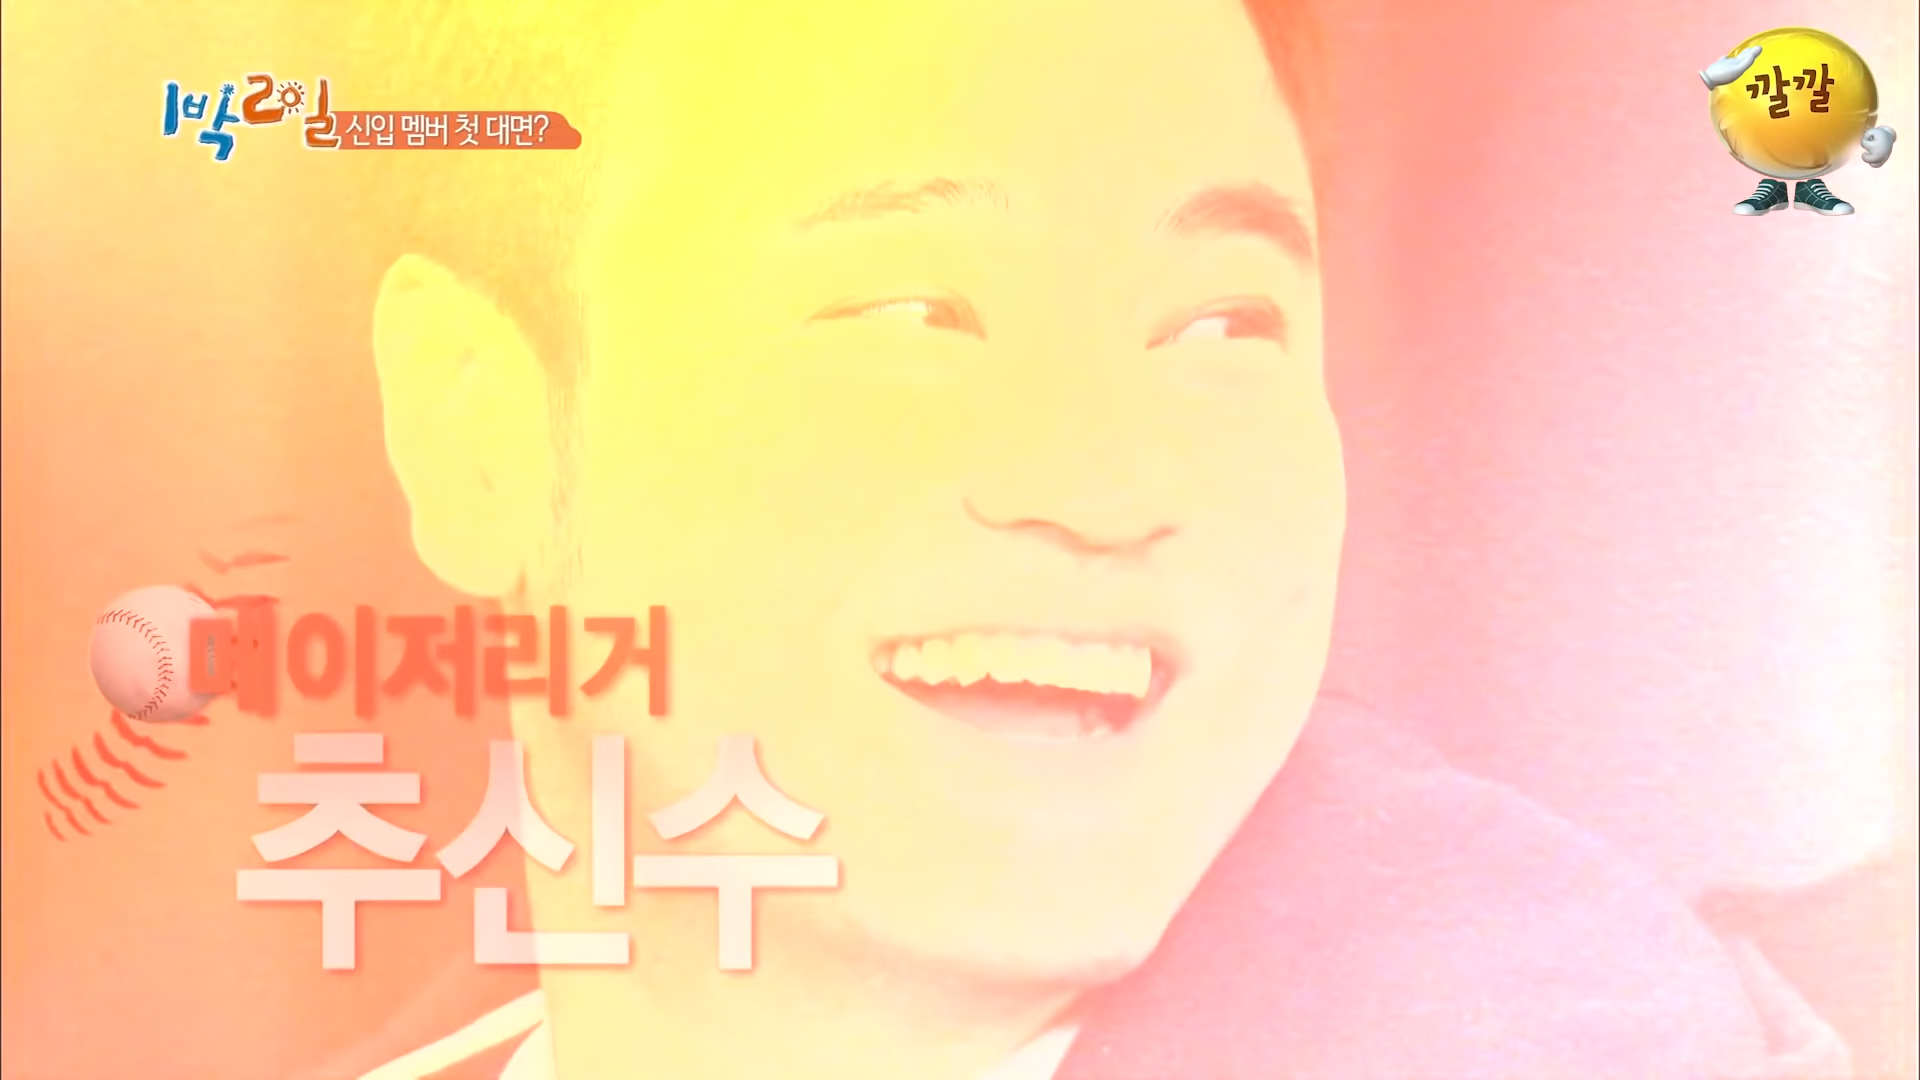 1박2일
신입 멤버 첫 대면?
깔깔
메이저리거
추신수